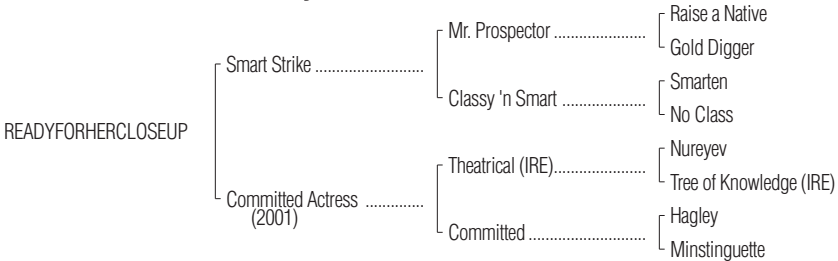 Raise a Native
Mr. Prospector ......................
Gold Digger
Smart Strike ..........................
Smarten
Classy 'n Smart ....................
No Class
READYFORHERCLOSEUP
Nureyev
Theatrical (IRE)......................
Tree of Knowledge (IRE)
Committed Actress ..............
(2001)
Hagley
Committed ............................
Minstinguette